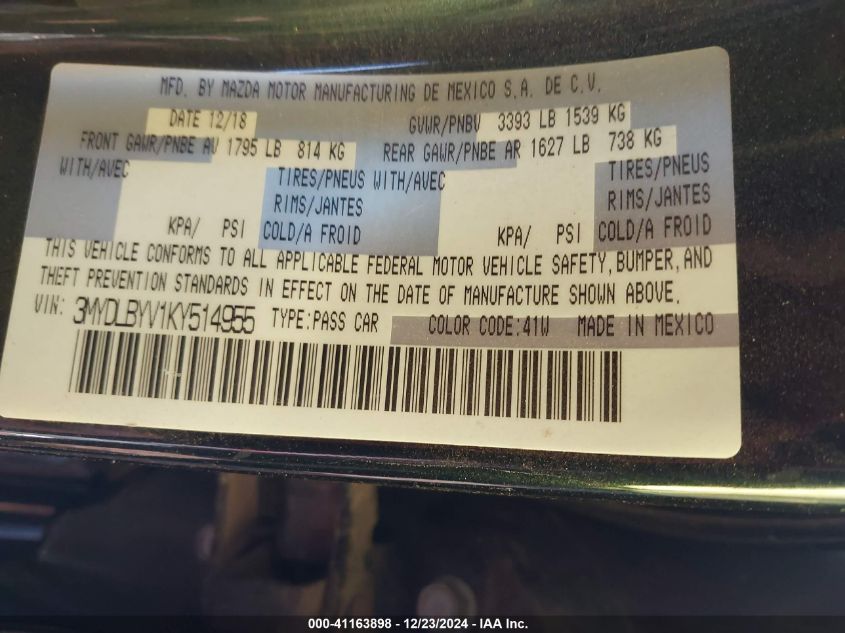 MFD. BY MAZDA MOTOR MANUFACTURING DE MEXICO S.A. DE C.V.
DATE 12/18 GVWR/PNBV 3393 LB 1539 KG
FRONT GAWR/PNBE AV 1795 LB 814 KG REAR GAWR/PNBE AR 1627 LB 738 KG
WITH/AVEC TIRES/PNEUS WITH/AVEC TIRES/PNEUS
RIMS/JANTES RIMS/JANTES
KPA/ PSI COLD/A FROID KPA/ PSI COLD/A FROID
THIS VEHICLE CONFORMS TO ALL APPLICABLE FEDERAL MOTOR VEHICLE SAFETY, BUMPER, AND
THEFT PREVENTION STANDARDS IN EFFECT ON THE DATE OF MANUFACTURE SHOWN ABOVE.
VIN: 3MYDLBYV1KY514955 TYPE:PASS CAR COLOR CODE:41W MADE IN MEXICO
000-41163898 - 12/23/2024 - IAA Inc.